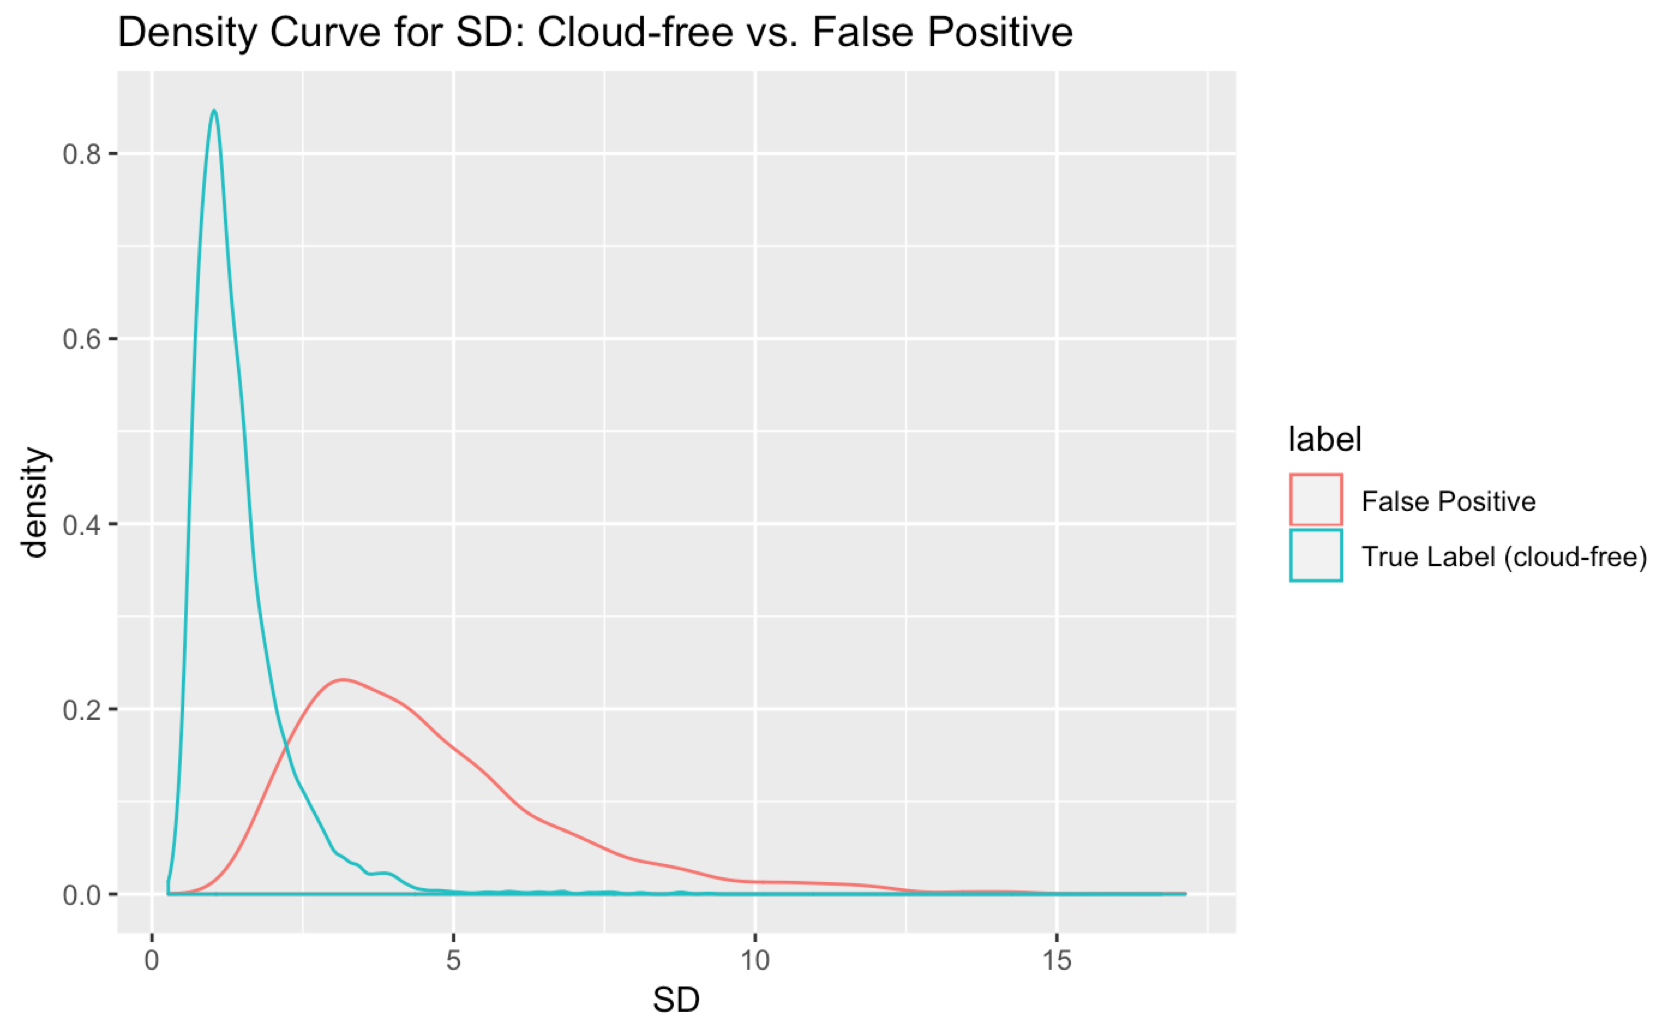 Density Curve for SD: Cloud-free vs. False Positive
0.8
0.6
0.4
0.2
0.0
density
0 5 10 15
SD
label
False Positive
True Label (cloud-free)